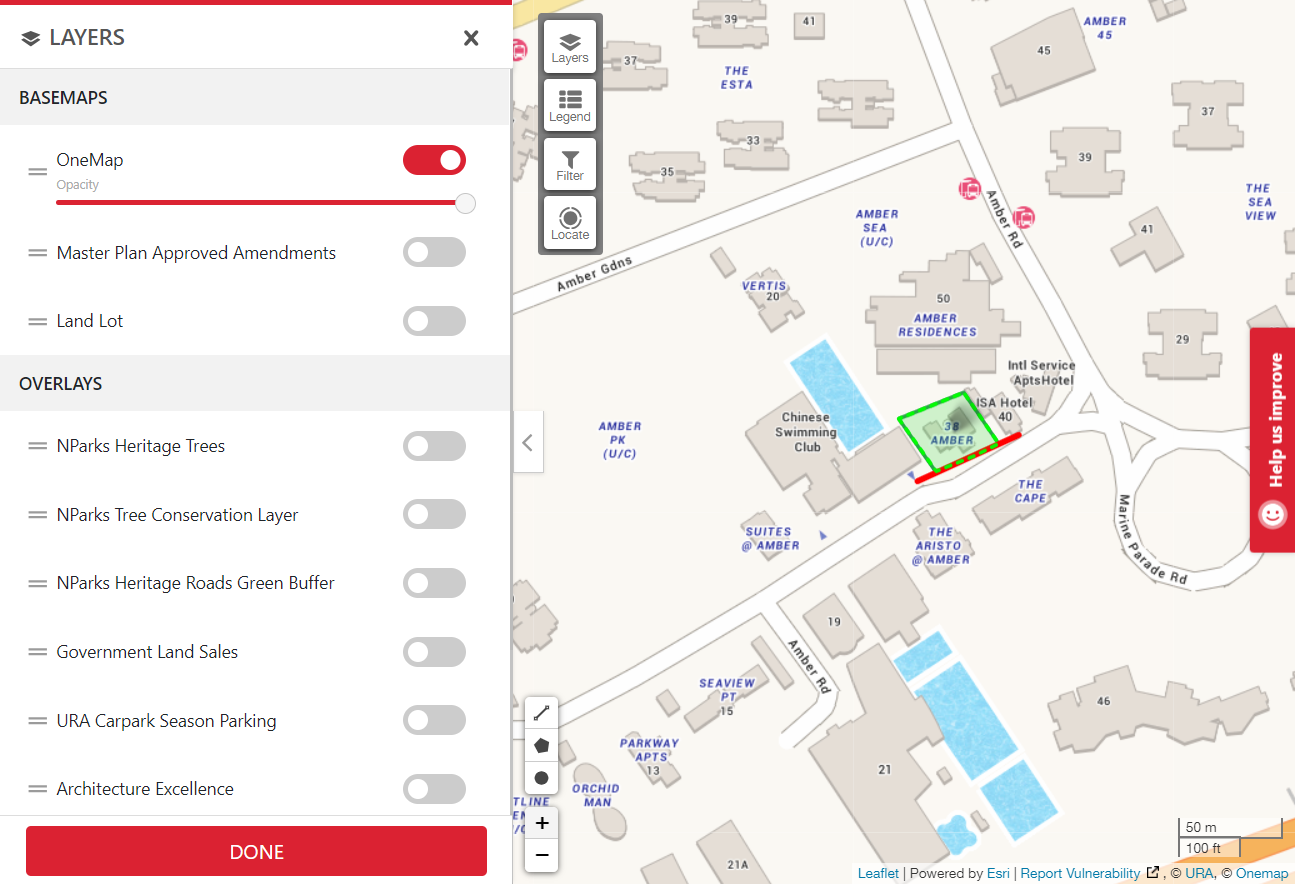 LAYERS
BASEMAPS
OneMap
Opacity
Master Plan Approved Amendments
Land Lot
OVERLAYS
NParks Heritage Trees
NParks Tree Conservation Layer
NParks Heritage Roads Green Buffer
Government Land Sales
URA Carpark Season Parking
Architecture Excellence
DONE
Layers
Legend
Filter
Locate
39
41
AMBER
45
45
37
THE
ESTA
37
33
39
35
THE
SEA
VIEW
Amber Rd
AMBER
SEA
(U/C)
41
Amber Gdns
VERTIS
20
50
AMBER
RESIDENCES
29
Intl Service
AptsHotel
ISA Hotel
40
Help us improve
Chinese
Swimming
Club
38
AMBER
AMBER
PK
(U/C)
THE
CAPE
Marine Parade Rd
SUITES
@ AMBER
THE
ARISTO
@ AMBER
19
Amber Rd
SEAVIEW
PT
15
46
PARKWAY
APTS
13
21
ORCHID
MAN
TLINE
+
−
21A
50 m
100 ft
Leaflet | Powered by Esri | Report Vulnerability , © URA, © Onemap